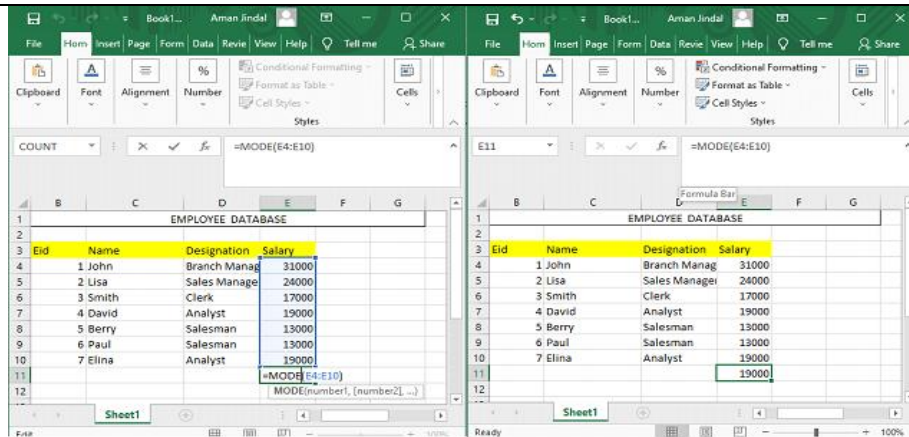 Book1... Aman Jindal
File Hom Insert Page Form Data Revie View Help Tell me Share
Clipboard Font Alignment Number Conditional Formatting Cells
Format as Table
Cell Styles
Styles
COUNT =MODE(E4:E10)
B C D E F G
1 EMPLOYEE DATABASE
2
3 Eid Name Designation Salary
4 1 John Branch Manag 31000
5 2 Lisa Sales Manage 24000
6 3 Smith Clerk 17000
7 4 David Analyst 19000
8 5 Berry Salesman 13000
9 6 Paul Salesman 13000
10 7 Elina Analyst 19000
11 =MODE(E4:E10)
12 MODE(number1, [number2], ...)
Sheet1
Edit 100%
Book1... Aman Jindal
File Hom Insert Page Form Data Revie View Help Tell me Share
Clipboard Font Alignment Number Conditional Formatting Cells
Format as Table
Cell Styles
Styles
E11 =MODE(E4:E10)
Formula Bar
B C D E F G
1 EMPLOYEE DATABASE
2
3 Eid Name Designation Salary
4 1 John Branch Manag 31000
5 2 Lisa Sales Manager 24000
6 3 Smith Clerk 17000
7 4 David Analyst 19000
8 5 Berry Salesman 13000
9 6 Paul Salesman 13000
10 7 Elina Analyst 19000
11 19000
12
Sheet1
Ready 100%